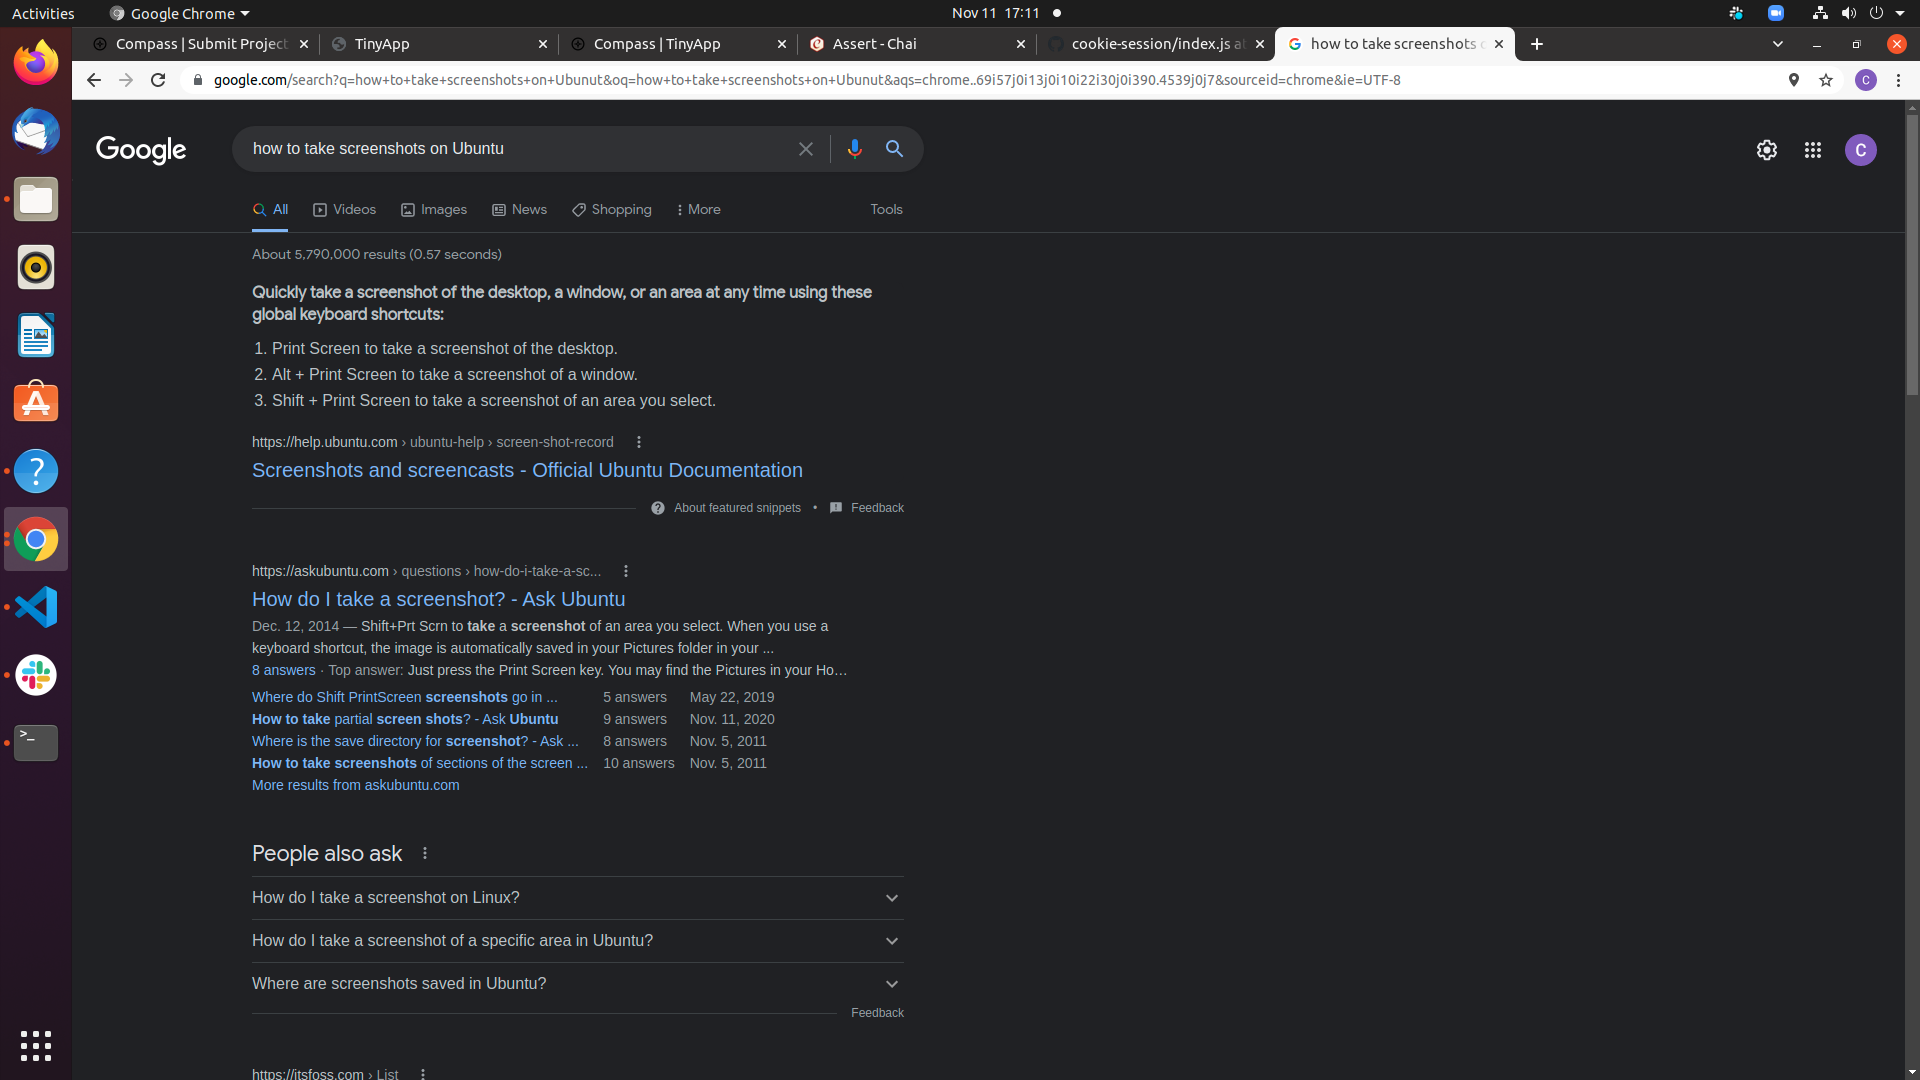 Activities
Google Chrome
Nov 11 17:11
Compass | Submit Project
TinyApp
Compass | TinyApp
Assert - Chai
cookie-session/index.js at
how to take screenshots o
google.com/search?q=how+to+take+screenshots+on+Ubunut&oq=how+to+take+screenshots+on+Ubunut&aqs=chrome..69i57j0i13j0i10i22i30j0i390.4539j0j7&sourceid=chrome&ie=UTF-8
C
Google
how to take screenshots on Ubuntu
C
All
Videos
Images
News
Shopping
More
Tools
About 5,790,000 results (0.57 seconds)
Quickly take a screenshot of the desktop, a window, or an area at any time using these
global keyboard shortcuts:
1. Print Screen to take a screenshot of the desktop.
2. Alt + Print Screen to take a screenshot of a window.
3. Shift + Print Screen to take a screenshot of an area you select.
https://help.ubuntu.com › ubuntu-help › screen-shot-record
Screenshots and screencasts - Official Ubuntu Documentation
About featured snippets • Feedback
https://askubuntu.com › questions › how-do-i-take-a-sc...
How do I take a screenshot? - Ask Ubuntu
Dec. 12, 2014 — Shift+Prt Scrn to take a screenshot of an area you select. When you use a
keyboard shortcut, the image is automatically saved in your Pictures folder in your ...
8 answers · Top answer: Just press the Print Screen key. You may find the Pictures in your Ho...
Where do Shift PrintScreen screenshots go in ... 5 answers May 22, 2019
How to take partial screen shots? - Ask Ubuntu 9 answers Nov. 11, 2020
Where is the save directory for screenshot? - Ask ... 8 answers Nov. 5, 2011
How to take screenshots of sections of the screen ... 10 answers Nov. 5, 2011
More results from askubuntu.com
People also ask
How do I take a screenshot on Linux?
How do I take a screenshot of a specific area in Ubuntu?
Where are screenshots saved in Ubuntu?
Feedback
https://itsfoss.com › List